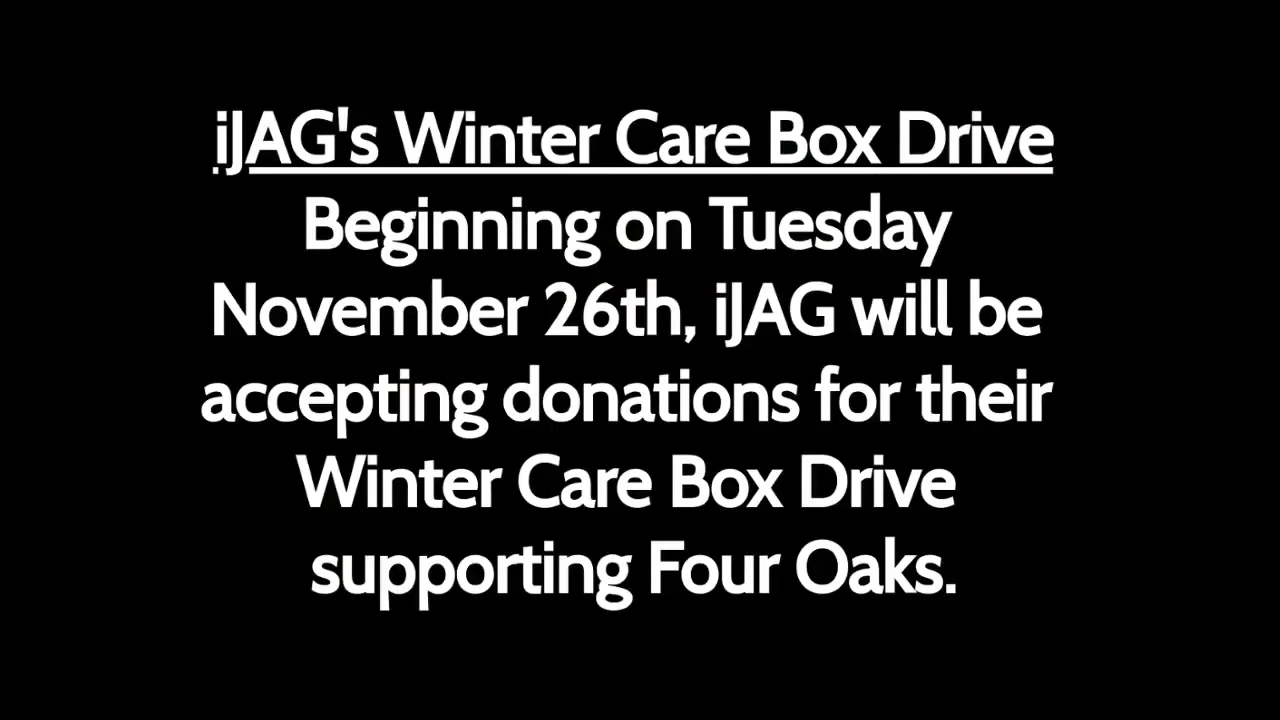 iJAG's Winter Care Box Drive
Beginning on Tuesday
November 26th, iJAG will be
accepting donations for their
Winter Care Box Drive
supporting Four Oaks.